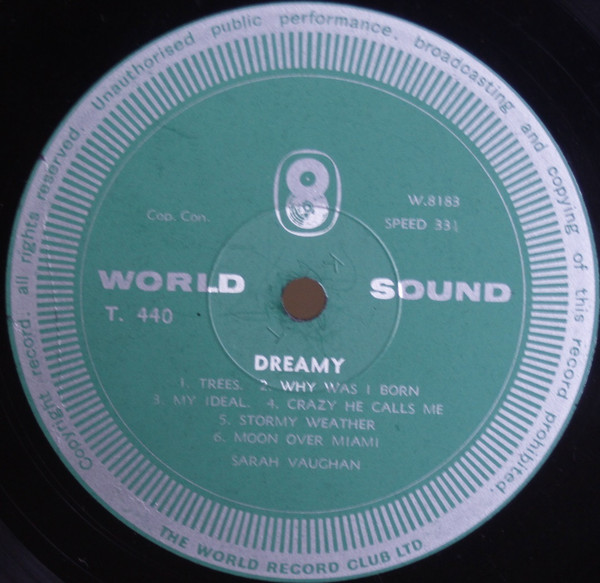 Copyright record. all rights reserved. Unauthorised public performance. broadcasting and copying of this record prohibited.
8
Cop. Con.
W.8183
SPEED 33⅓
WORLD SOUND
T. 440
DREAMY
1. TREES. 2. WHY WAS I BORN
3. MY IDEAL. 4. CRAZY HE CALLS ME
5. STORMY WEATHER
6. MOON OVER MIAMI
SARAH VAUGHAN
THE WORLD RECORD CLUB LTD